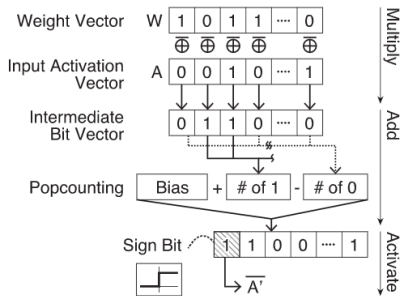 Weight Vector W 1 0 1 1 ···· 0
⊕ ⊕ ⊕ ⊕ ⊕
Multiply
Input Activation
Vector
A 0 0 1 0 ···· 1
Intermediate
Bit Vector
0 1 1 0 ···· 0
Add
Popcounting Bias + # of 1 - # of 0
Sign Bit 1 1 0 0 ···· 1
Activate
A'